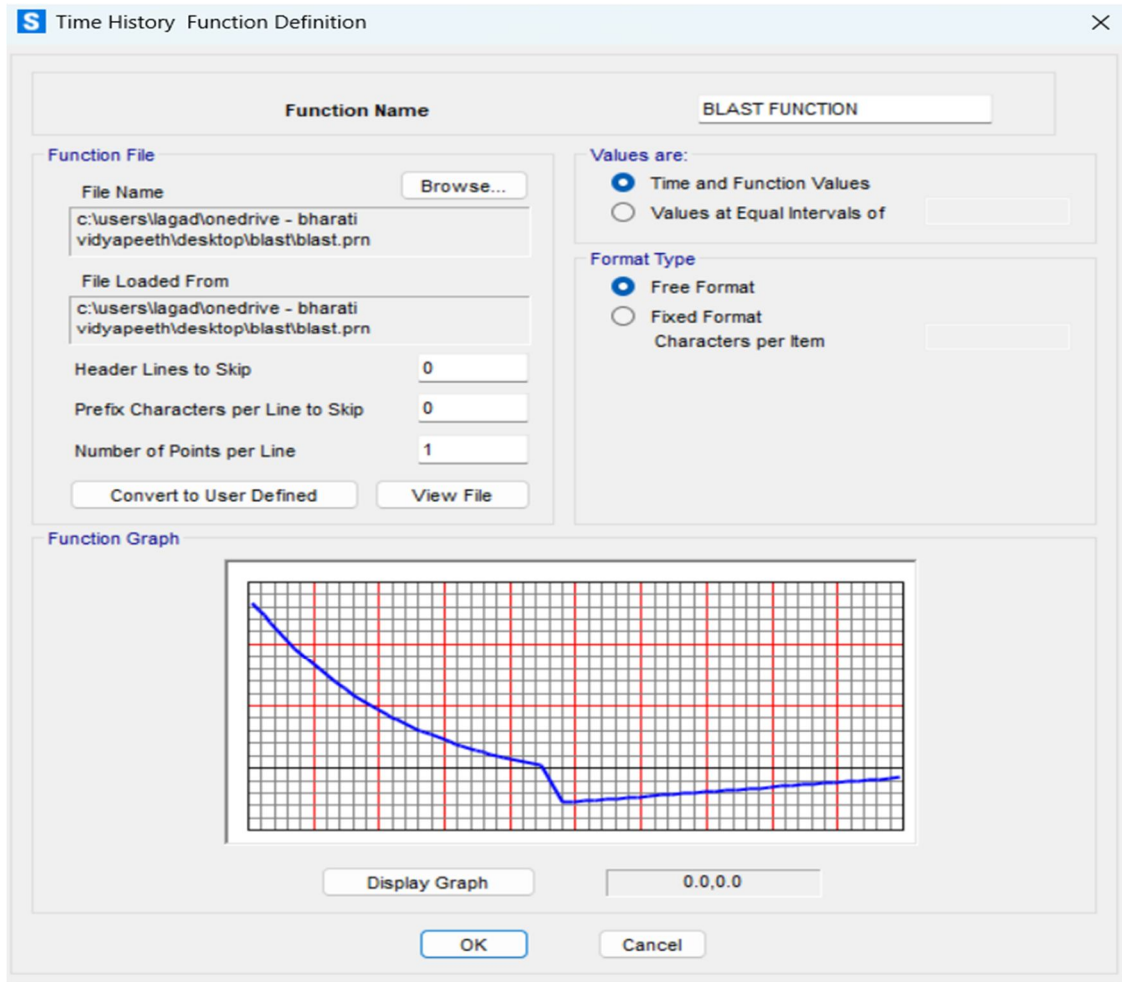 S Time History Function Definition
Function Name BLAST FUNCTION
Function File
File Name Browse...
c:\users\lagad\onedrive - bharati
vidyapeeth\desktop\blast\blast.prn
File Loaded From
c:\users\lagad\onedrive - bharati
vidyapeeth\desktop\blast\blast.prn
Header Lines to Skip 0
Prefix Characters per Line to Skip 0
Number of Points per Line 1
Convert to User Defined View File
Values are:
Time and Function Values
Values at Equal Intervals of
Format Type
Free Format
Fixed Format
Characters per Item
Function Graph
Display Graph 0.0,0.0
OK Cancel